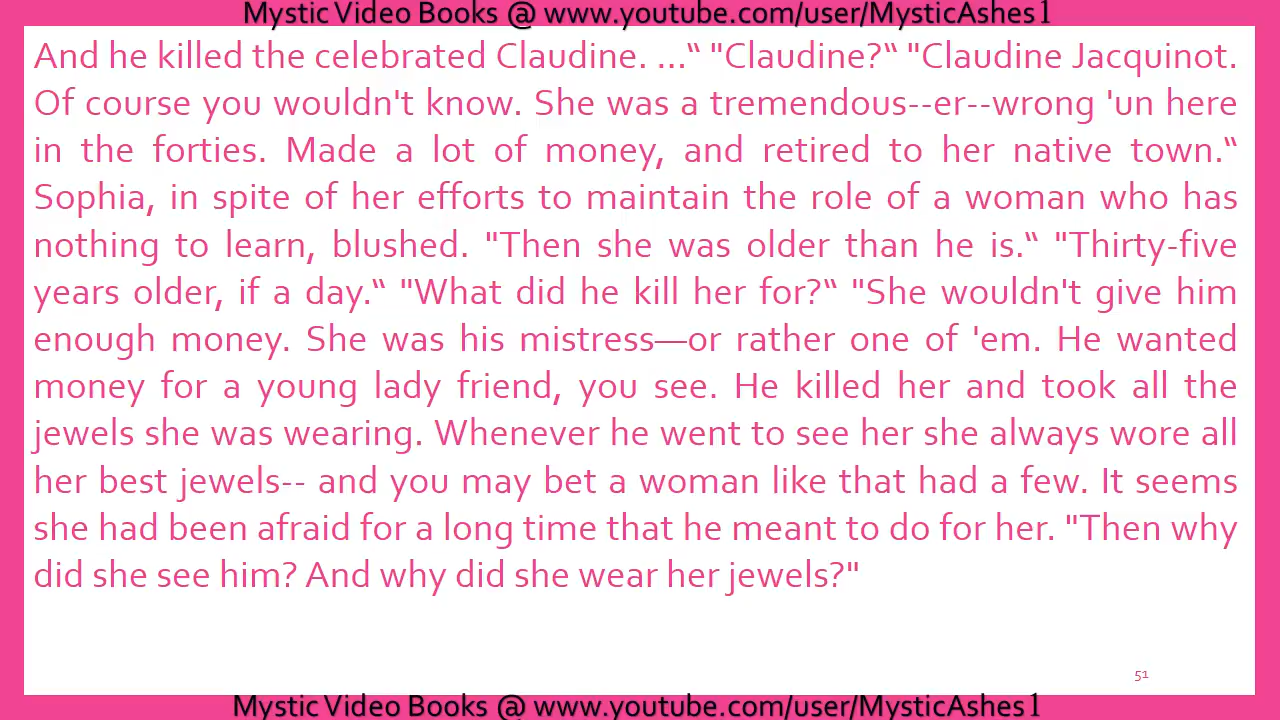 Mystic Video Books @ www.youtube.com/user/MysticAshes1
And he killed the celebrated Claudine. ...“ "Claudine?“ "Claudine Jacquinot.
Of course you wouldn't know. She was a tremendous--er--wrong 'un here
in the forties. Made a lot of money, and retired to her native town.“
Sophia, in spite of her efforts to maintain the role of a woman who has
nothing to learn, blushed. "Then she was older than he is.“ "Thirty-five
years older, if a day.“ "What did he kill her for?“ "She wouldn't give him
enough money. She was his mistress—or rather one of 'em. He wanted
money for a young lady friend, you see. He killed her and took all the
jewels she was wearing. Whenever he went to see her she always wore all
her best jewels-- and you may bet a woman like that had a few. It seems
she had been afraid for a long time that he meant to do for her. "Then why
did she see him? And why did she wear her jewels?"
51
Mystic Video Books @ www.youtube.com/user/MysticAshes1